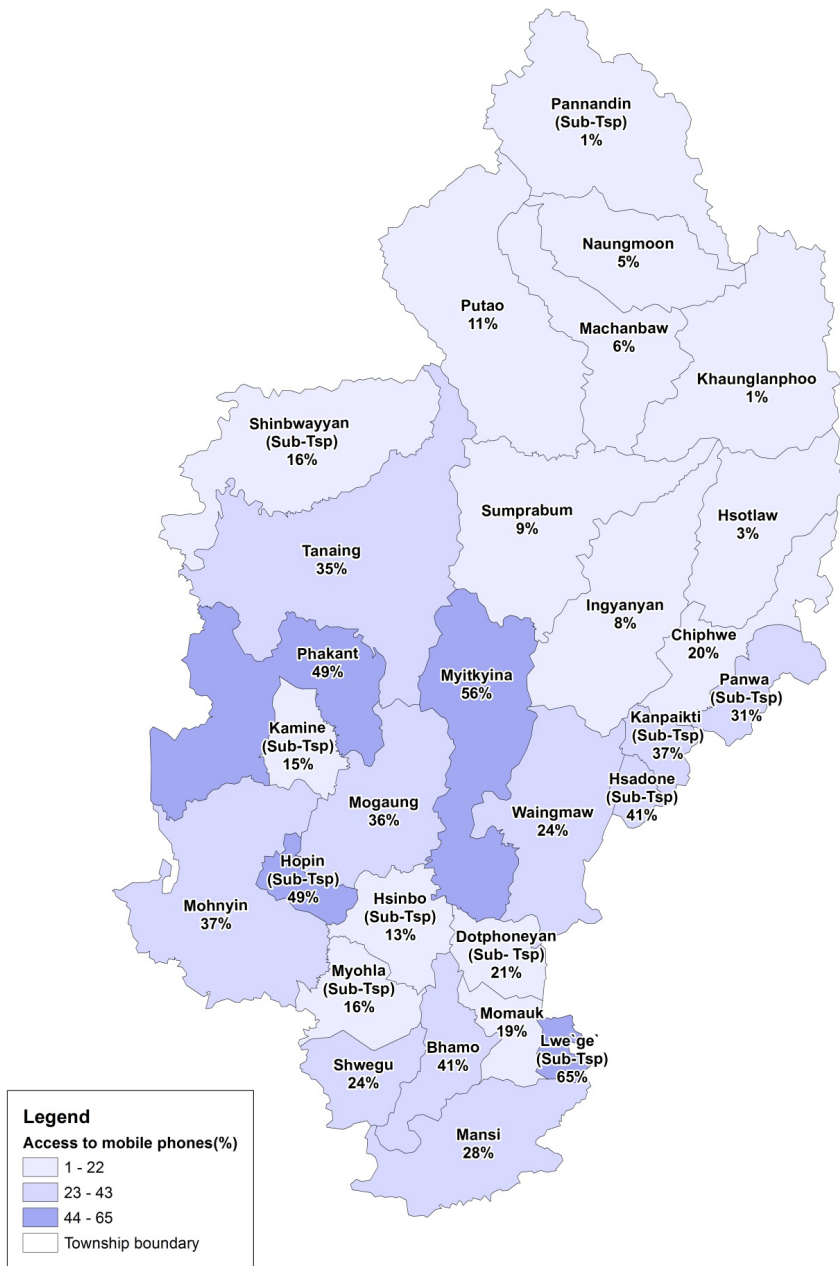 Pannandin
(Sub-Tsp)
1%
Naungmoon
5%
Putao
11%
Machanbaw
6%
Khaunglanphoo
1%
Shinbwayyan
(Sub-Tsp)
16%
Sumprabum
9%
Hsotlaw
3%
Tanaing
35%
Ingyanyan
8%
Chiphwe
20%
Phakant
49%
Myitkyina
56%
Panwa
(Sub-Tsp)
31%
Kanpaikti
(Sub-Tsp)
37%
Kamine
(Sub-Tsp)
15%
Hsadone
(Sub-Tsp)
41%
Mogaung
36%
Waingmaw
24%
Hopin
(Sub-Tsp)
49%
Mohnyin
37%
Hsinbo
(Sub-Tsp)
13%
Dotphoneyan
(Sub- Tsp)
21%
Myohla
(Sub-Tsp)
16%
Momauk
19%
Lwe`ge`
(Sub-Tsp)
65%
Bhamo
41%
Shwegu
24%
Mansi
28%
Legend
Access to mobile phones(%)
1 - 22
23 - 43
44 - 65
Township boundary